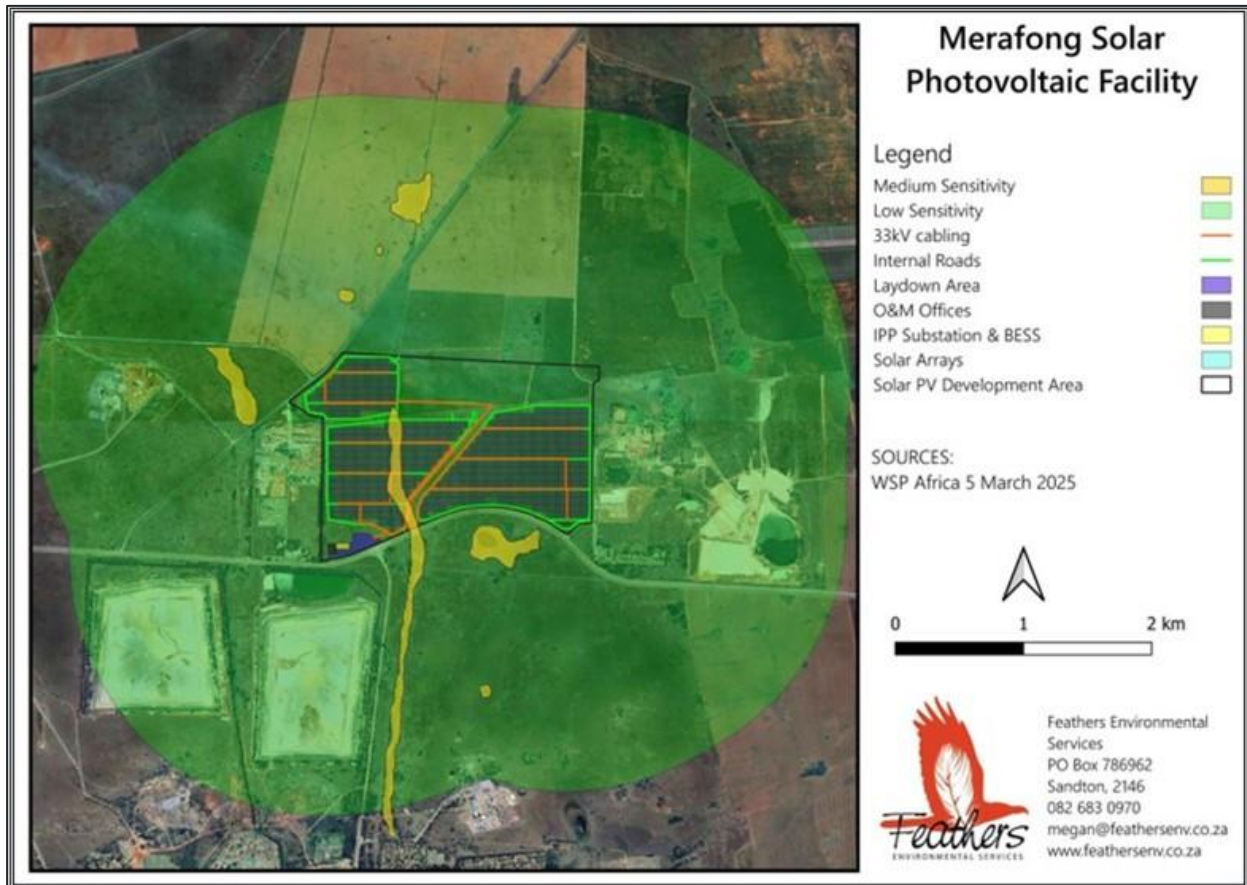 Merafong Solar
Photovoltaic Facility
Legend
Medium Sensitivity
Low Sensitivity
33kV cabling
Internal Roads
Laydown Area
O&M Offices
IPP Substation & BESS
Solar Arrays
Solar PV Development Area
SOURCES:
WSP Africa 5 March 2025
0 1 2 km
Feathers
ENVIRONMENTAL SERVICES
Feathers Environmental
Services
PO Box 786962
Sandton, 2146
082 683 0970
megan@feathersenv.co.za
www.feathersenv.co.za